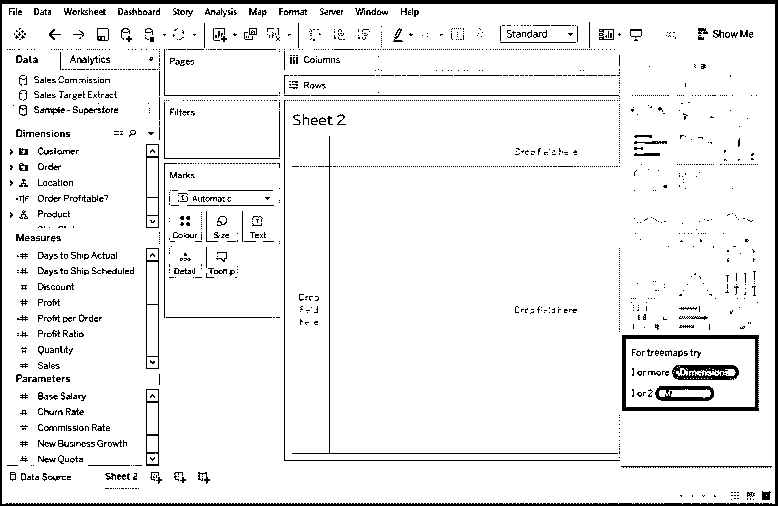 File Data Worksheet Dashboard Story Analysis Map Format Server Window Help
Standard
Show Me
Data Analytics
Sales Commission
Sales Target Extract
Sample - Superstore
Dimensions
Customer
Order
Location
Order Profitable?
Product
Measures
Days to Ship Actual
Days to Ship Scheduled
Discount
Profit
Profit per Order
Profit Ratio
Quantity
Sales
Parameters
Base Salary
Churn Rate
Commission Rate
New Business Growth
New Quota
Pages
Filters
Marks
Automatic
Colour Size Text
Detail Tooltip
Columns
Rows
Sheet 2
Drop field here
Drop
field
here
Drop field here
For treemaps try
1 or more Dimensions
1 or 2
Data Source Sheet 2